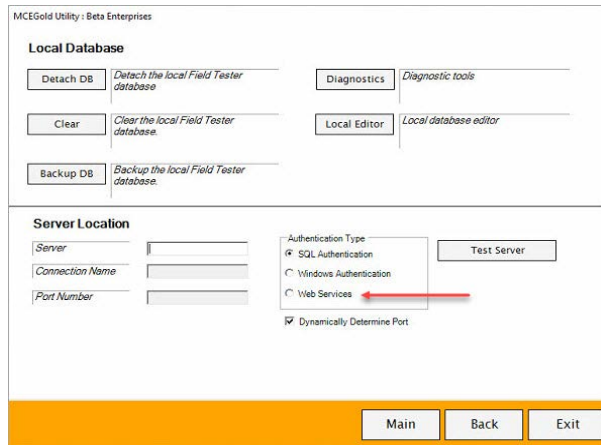 MCEGold Utility : Beta Enterprises
Local Database
Detach DB
Detach the local Field Tester
database
Diagnostics
Diagnostic tools
Clear
Clear the local Field Tester
database.
Local Editor
Local database editor
Backup DB
Backup the local Field Tester
database.
Server Location
Server
Connection Name
Port Number
Authentication Type
SQL Authentication
Windows Authentication
Web Services
Dynamically Determine Port
Test Server
Main
Back
Exit